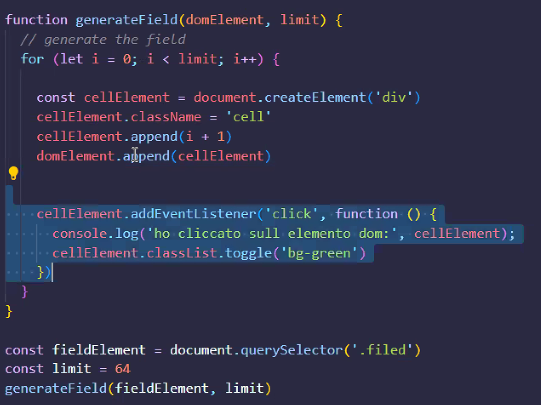 function generateField(domElement, limit) {
// generate the field
for (let i = 0; i < limit; i++) {
const cellElement = document.createElement('div')
cellElement.className = 'cell'
cellElement.append(i + 1)
domElement.append(cellElement)
cellElement.addEventListener('click', function () {
console.log('ho cliccato sull elemento dom:', cellElement);
cellElement.classList.toggle('bg-green')
})
}
}
const fieldElement = document.querySelector('.filed')
const limit = 64
generateField(fieldElement, limit)